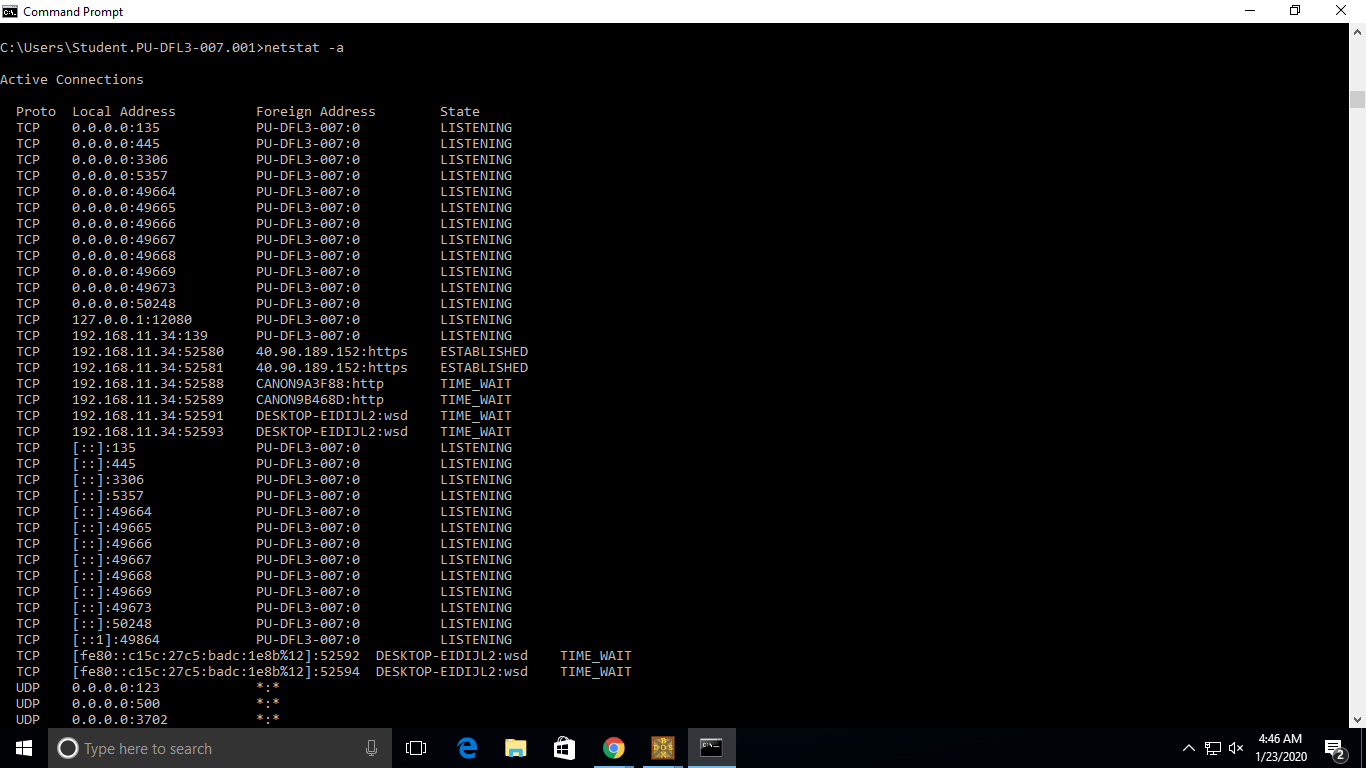 Command Prompt
C:\Users\Student.PU-DFL3-007.001>netstat -a
Active Connections
Proto  Local Address          Foreign Address        State
TCP    0.0.0.0:135            PU-DFL3-007:0          LISTENING
TCP    0.0.0.0:445            PU-DFL3-007:0          LISTENING
TCP    0.0.0.0:3306           PU-DFL3-007:0          LISTENING
TCP    0.0.0.0:5357           PU-DFL3-007:0          LISTENING
TCP    0.0.0.0:49664          PU-DFL3-007:0          LISTENING
TCP    0.0.0.0:49665          PU-DFL3-007:0          LISTENING
TCP    0.0.0.0:49666          PU-DFL3-007:0          LISTENING
TCP    0.0.0.0:49667          PU-DFL3-007:0          LISTENING
TCP    0.0.0.0:49668          PU-DFL3-007:0          LISTENING
TCP    0.0.0.0:49669          PU-DFL3-007:0          LISTENING
TCP    0.0.0.0:49673          PU-DFL3-007:0          LISTENING
TCP    0.0.0.0:50248          PU-DFL3-007:0          LISTENING
TCP    127.0.0.1:12080        PU-DFL3-007:0          LISTENING
TCP    192.168.11.34:139      PU-DFL3-007:0          LISTENING
TCP    192.168.11.34:52580    40.90.189.152:https    ESTABLISHED
TCP    192.168.11.34:52581    40.90.189.152:https    ESTABLISHED
TCP    192.168.11.34:52588    CANON9A3F88:http       TIME_WAIT
TCP    192.168.11.34:52589    CANON9B468D:http       TIME_WAIT
TCP    192.168.11.34:52591    DESKTOP-EIDIJL2:wsd    TIME_WAIT
TCP    192.168.11.34:52593    DESKTOP-EIDIJL2:wsd    TIME_WAIT
TCP    [::]:135               PU-DFL3-007:0          LISTENING
TCP    [::]:445               PU-DFL3-007:0          LISTENING
TCP    [::]:3306              PU-DFL3-007:0          LISTENING
TCP    [::]:5357              PU-DFL3-007:0          LISTENING
TCP    [::]:49664             PU-DFL3-007:0          LISTENING
TCP    [::]:49665             PU-DFL3-007:0          LISTENING
TCP    [::]:49666             PU-DFL3-007:0          LISTENING
TCP    [::]:49667             PU-DFL3-007:0          LISTENING
TCP    [::]:49668             PU-DFL3-007:0          LISTENING
TCP    [::]:49669             PU-DFL3-007:0          LISTENING
TCP    [::]:49673             PU-DFL3-007:0          LISTENING
TCP    [::]:50248             PU-DFL3-007:0          LISTENING
TCP    [::1]:49864            PU-DFL3-007:0          LISTENING
TCP    [fe80::c15c:27c5:badc:1e8b%12]:52592  DESKTOP-EIDIJL2:wsd    TIME_WAIT
TCP    [fe80::c15c:27c5:badc:1e8b%12]:52594  DESKTOP-EIDIJL2:wsd    TIME_WAIT
UDP    0.0.0.0:123            *:*
UDP    0.0.0.0:500            *:*
UDP    0.0.0.0:3702           *:*
Type here to search
4:46 AM
1/23/2020
2